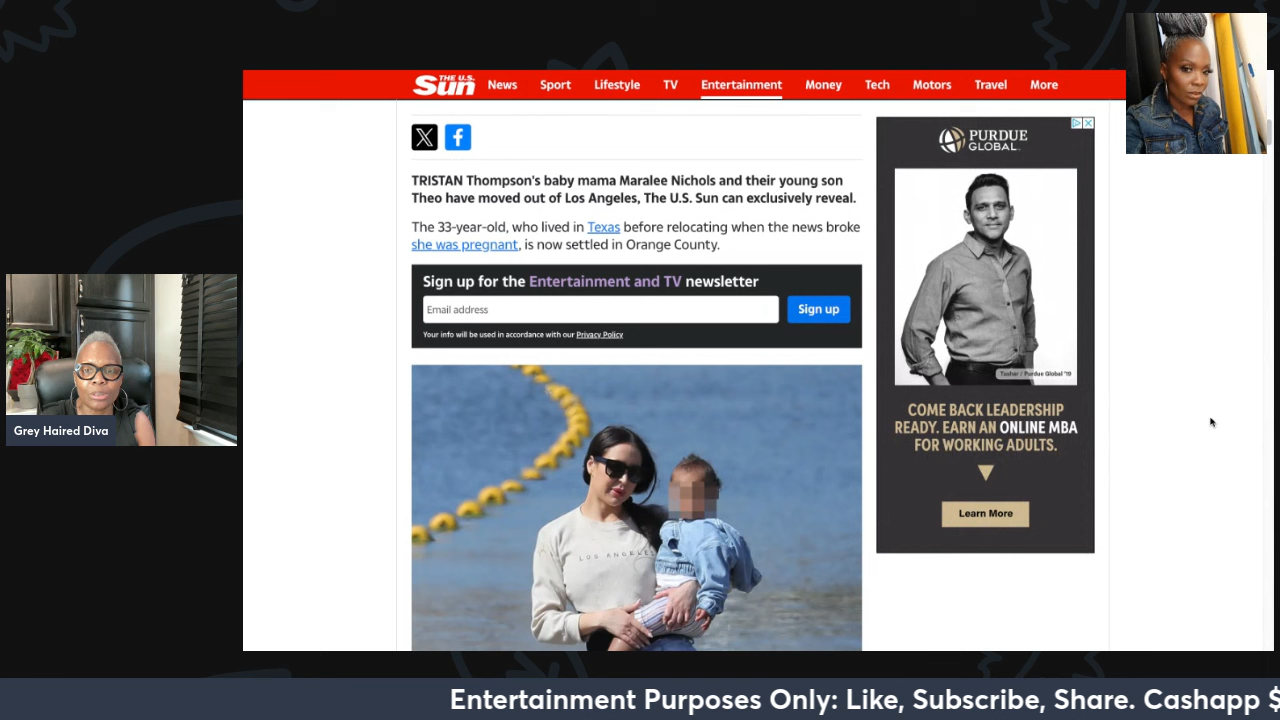 THE U.S. Sun
News Sport Lifestyle TV Entertainment Money Tech Motors Travel More
X f
TRISTAN Thompson's baby mama Maralee Nichols and their young son
Theo have moved out of Los Angeles, The U.S. Sun can exclusively reveal.
The 33-year-old, who lived in Texas before relocating when the news broke
she was pregnant, is now settled in Orange County.
Sign up for the Entertainment and TV newsletter
Email address
Sign up
Your info will be used in accordance with our Privacy Policy
LOS ANGELES
PURDUE
GLOBAL
Tushar / Purdue Global '19
COME BACK LEADERSHIP
READY. EARN AN ONLINE MBA
FOR WORKING ADULTS.
Learn More
Grey Haired Diva
Entertainment Purposes Only: Like, Subscribe, Share. Cashapp $